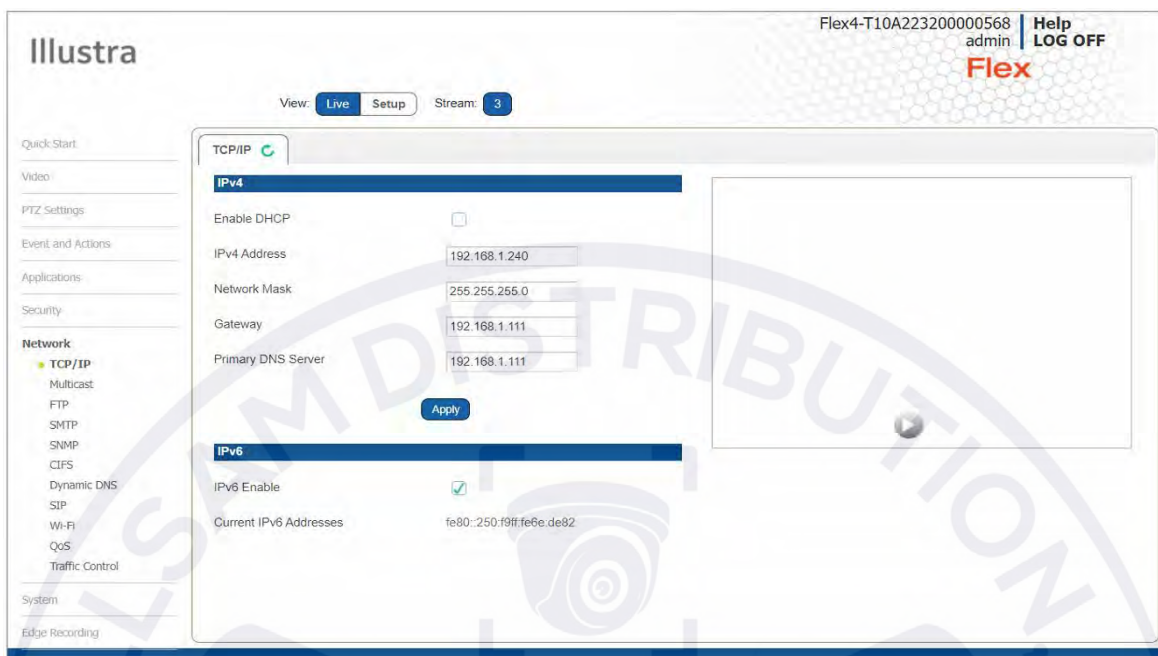 Illustra
Flex4-T10A223200000568 Help
admin LOG OFF
Flex
View: Live Setup Stream: 3
Quick Start
Video
PTZ Settings
Event and Actions
Applications
Security
Network
TCP/IP
Multicast
FTP
SMTP
SNMP
CIFS
Dynamic DNS
SIP
Wi-Fi
QoS
Traffic Control
System
Edge Recording
TCP/IP
IPv4
Enable DHCP
IPv4 Address 192.168.1.240
Network Mask 255.255.255.0
Gateway 192.168.1.111
Primary DNS Server 192.168.1.111
Apply
IPv6
IPv6 Enable
Current IPv6 Addresses fe80::250:f9ff:fe6e:de82
LSAM DISTRIBUTION